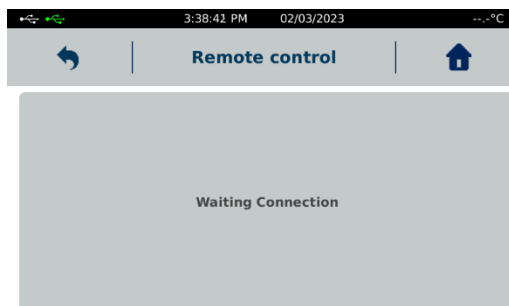 3:38:42 PM 02/03/2023 --.-°C
Remote control
Waiting Connection